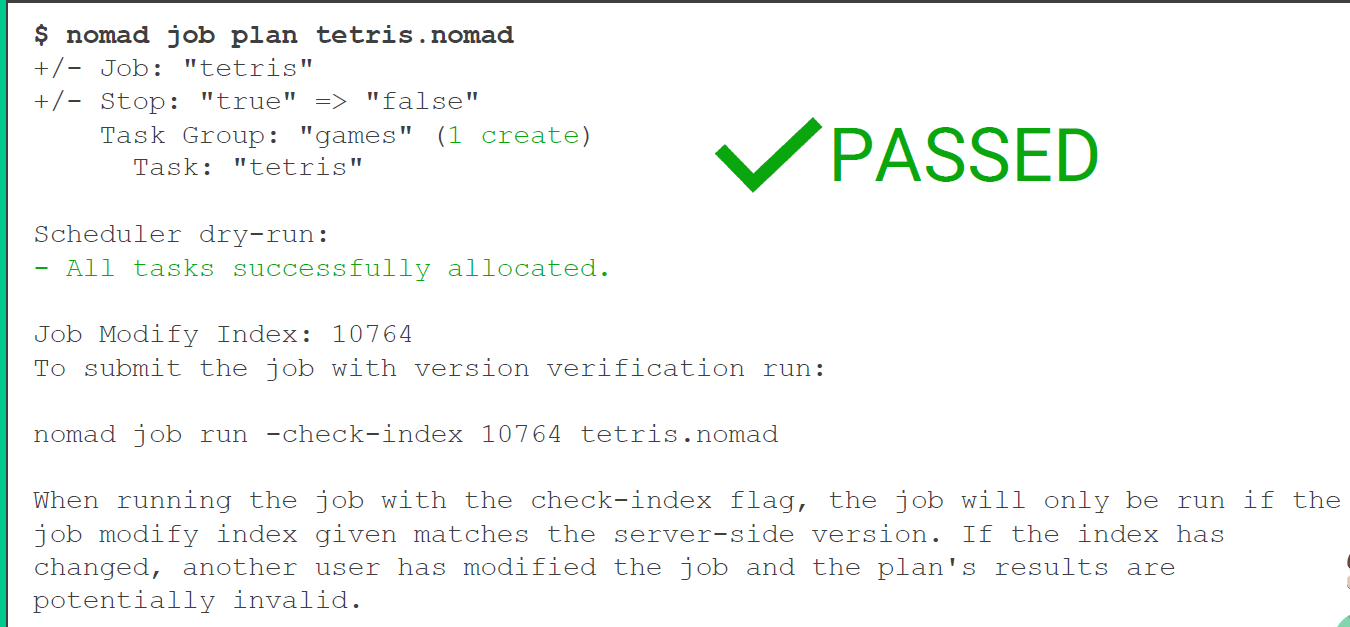 $ nomad job plan tetris.nomad
+/- Job: "tetris"
+/- Stop: "true" => "false"
    Task Group: "games" (1 create)
      Task: "tetris"
PASSED
Scheduler dry-run:
- All tasks successfully allocated.
Job Modify Index: 10764
To submit the job with version verification run:
nomad job run -check-index 10764 tetris.nomad
When running the job with the check-index flag, the job will only be run if the
job modify index given matches the server-side version. If the index has
changed, another user has modified the job and the plan's results are
potentially invalid.